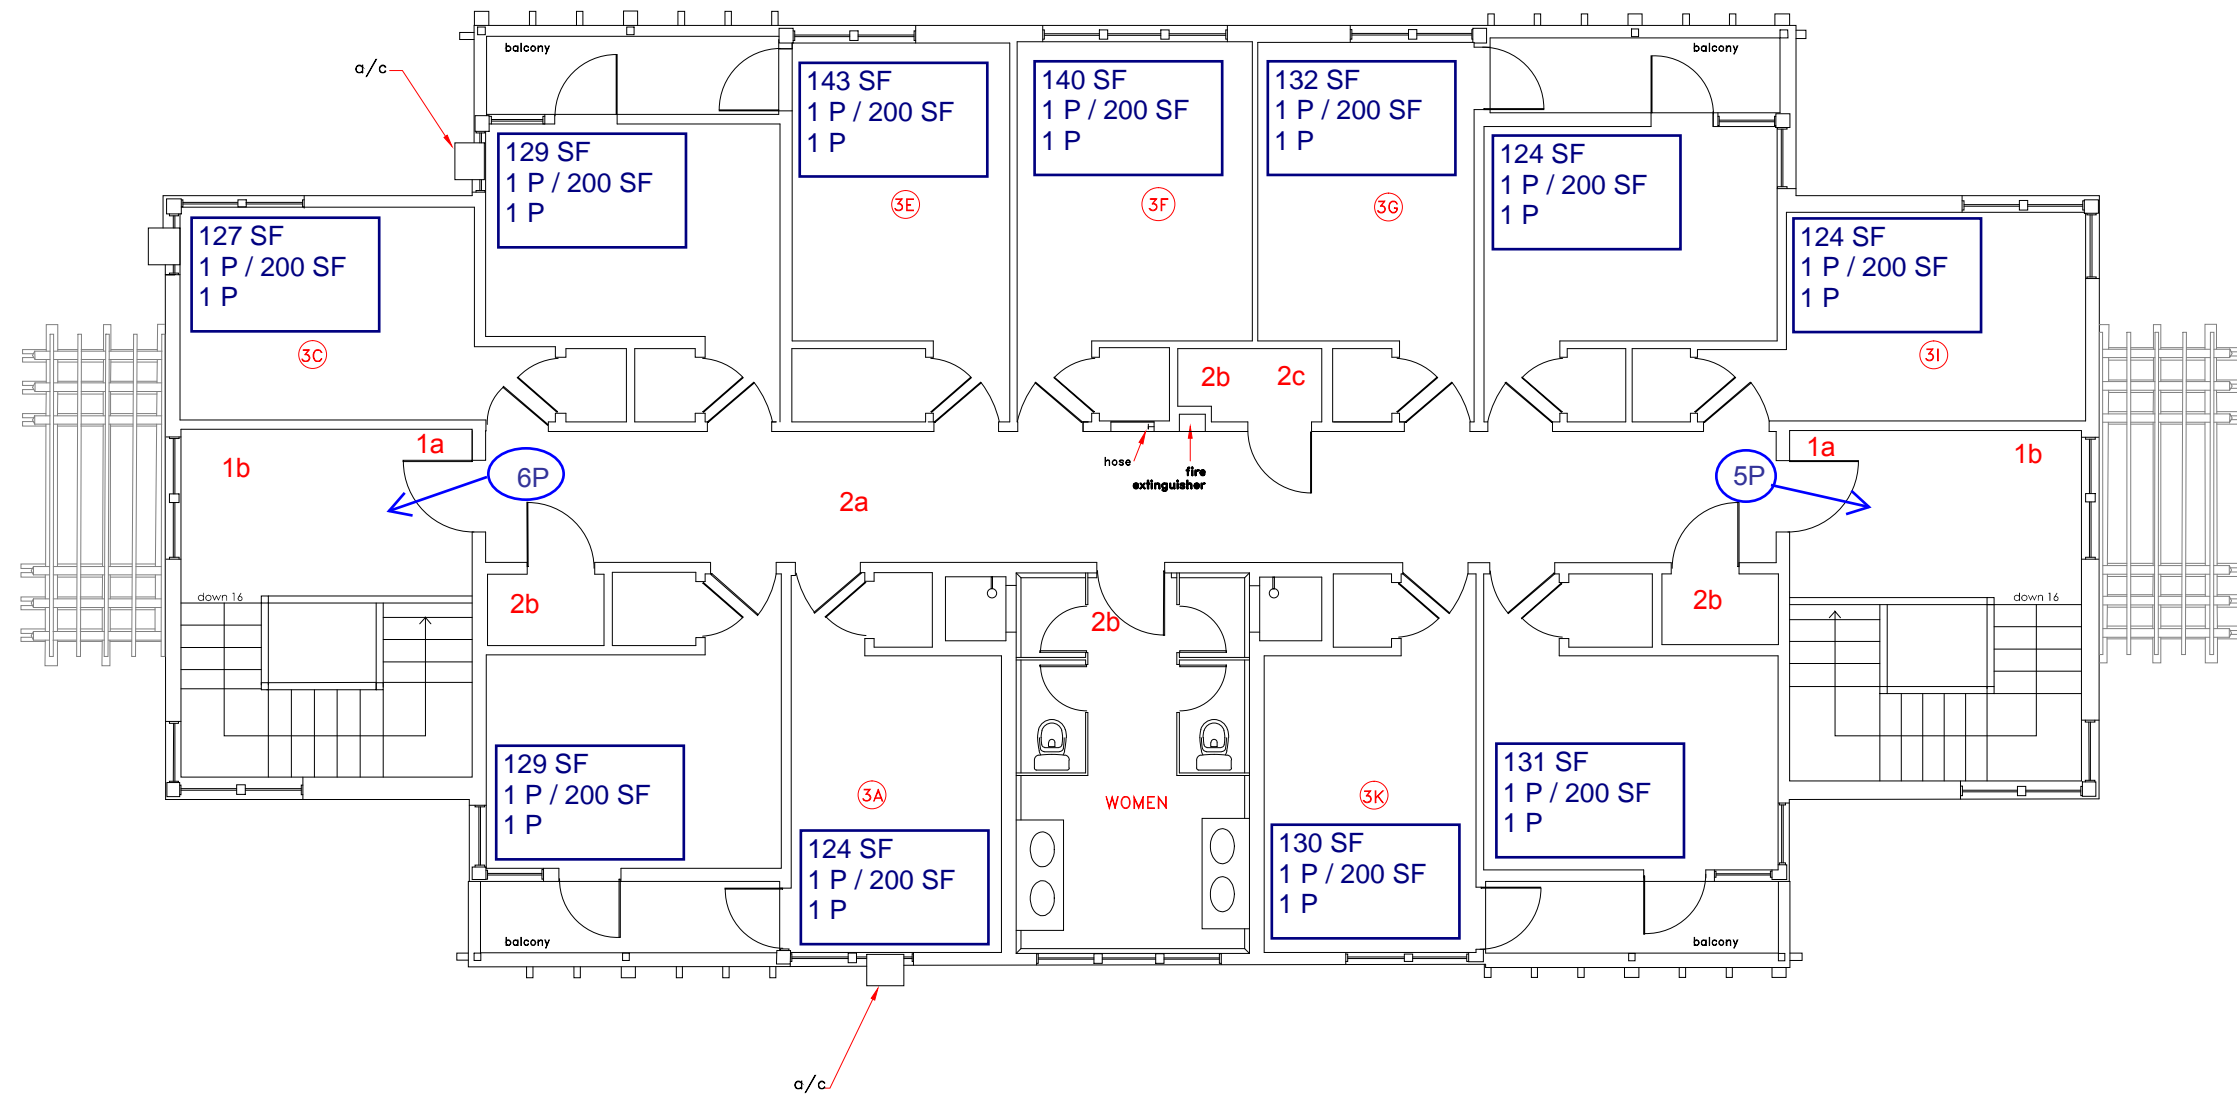 balcony
balcony
a/c
143 SF
1 P / 200 SF
1 P
140 SF
1 P / 200 SF
1 P
132 SF
1 P / 200 SF
1 P
129 SF
1 P / 200 SF
1 P
124 SF
1 P / 200 SF
1 P
3E
3F
3G
127 SF
1 P / 200 SF
1 P
124 SF
1 P / 200 SF
1 P
3C
3I
2b
2c
1a
1b
6P
hose
fire
extinguisher
2a
5P
1a
1b
down 16
2b
2b
2b
down 16
129 SF
1 P / 200 SF
1 P
3A
124 SF
1 P / 200 SF
1 P
WOMEN
3K
130 SF
1 P / 200 SF
1 P
131 SF
1 P / 200 SF
1 P
balcony
balcony
a/c